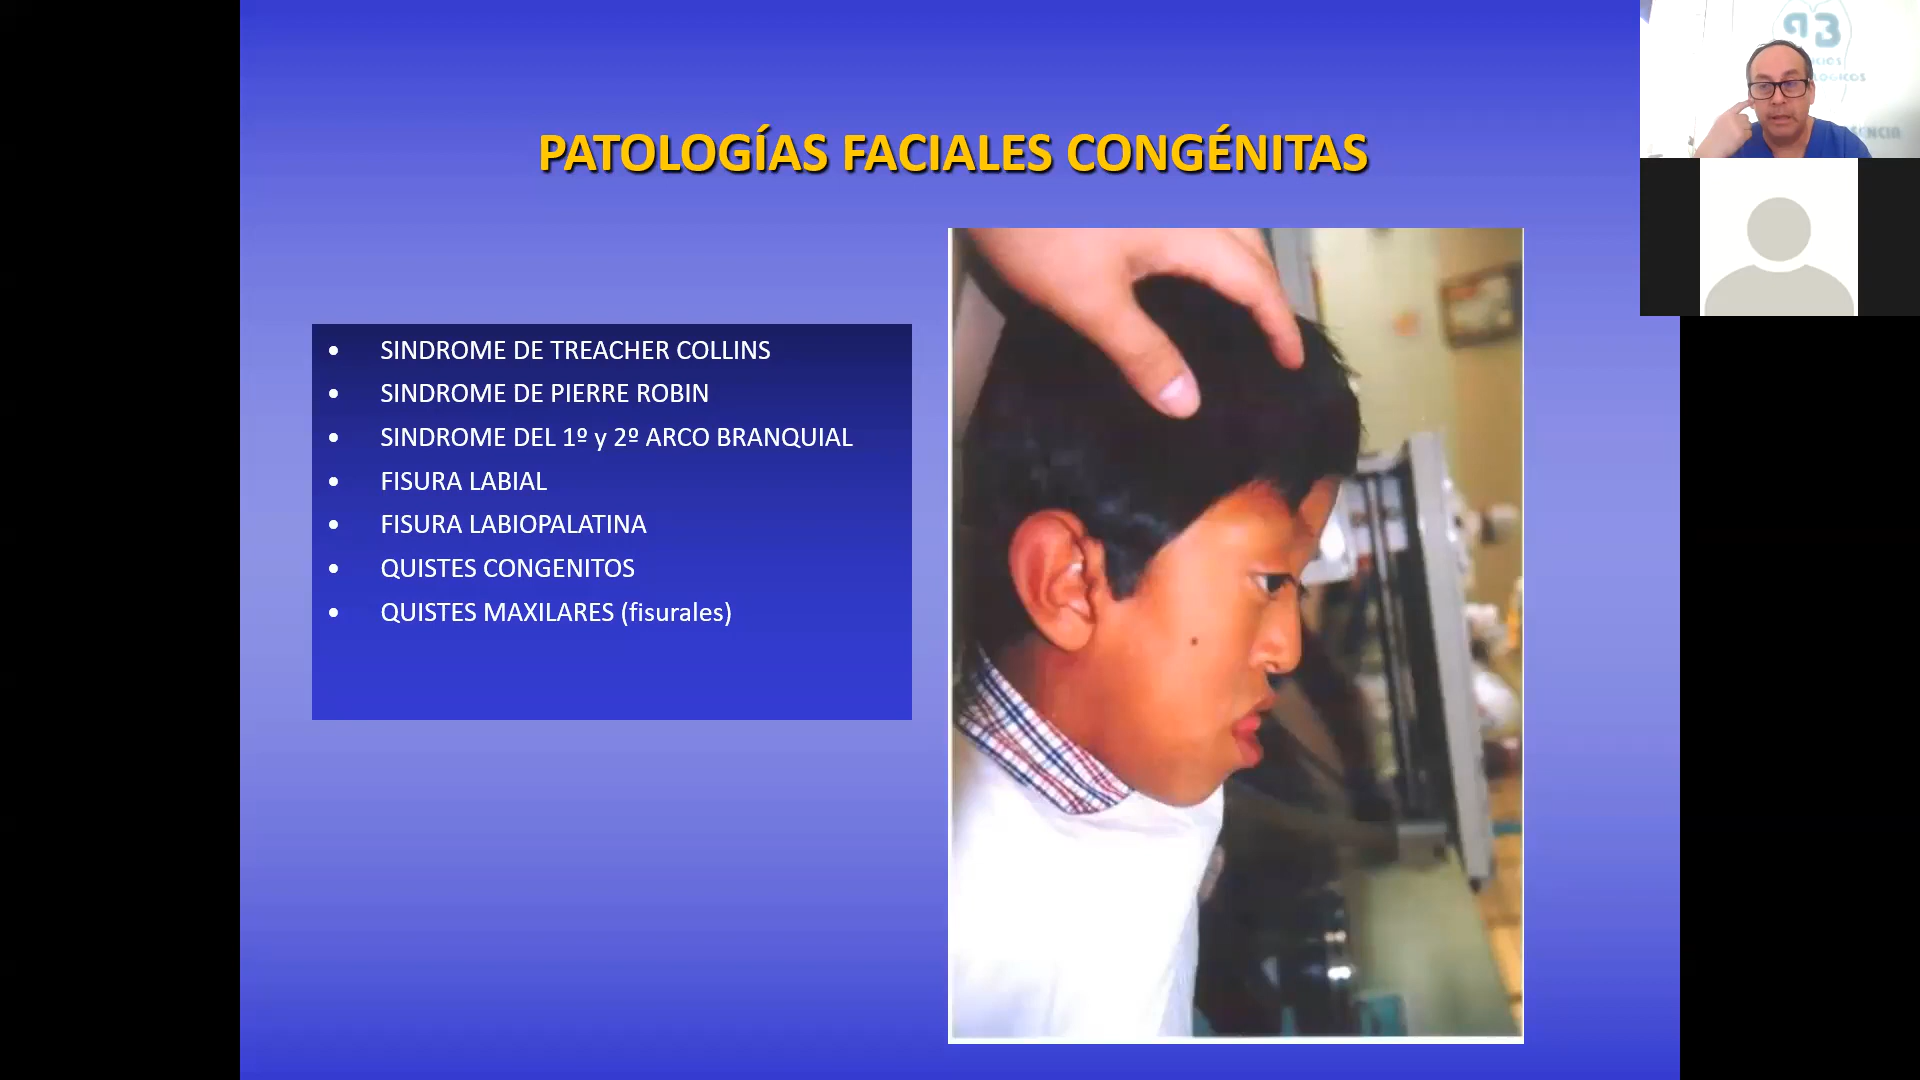 PATOLOGÍAS FACIALES CONGÉNITAS
• SINDROME DE TREACHER COLLINS
• SINDROME DE PIERRE ROBIN
• SINDROME DEL 1º y 2º ARCO BRANQUIAL
• FISURA LABIAL
• FISURA LABIOPALATINA
• QUISTES CONGENITOS
• QUISTES MAXILARES (fisurales)